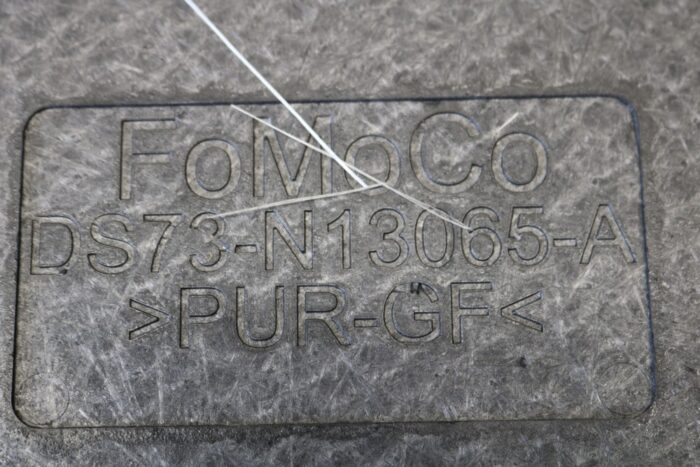 FoMoCo
DS73-N13065-A
>PUR-GF<